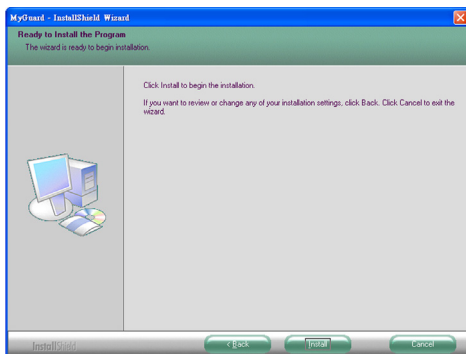 MyGuard - InstallShield Wizard
Ready to Install the Program
The wizard is ready to begin installation.
Click Install to begin the installation.
If you want to review or change any of your installation settings, click Back. Click Cancel to exit the
wizard.
InstallShield
< Back
Install
Cancel